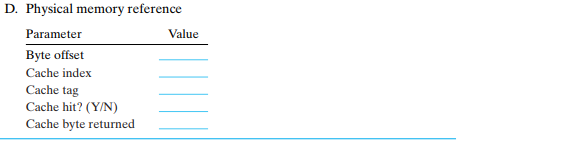 D. Physical memory reference
Parameter Value
Byte offset
Cache index
Cache tag
Cache hit? (Y/N)
Cache byte returned